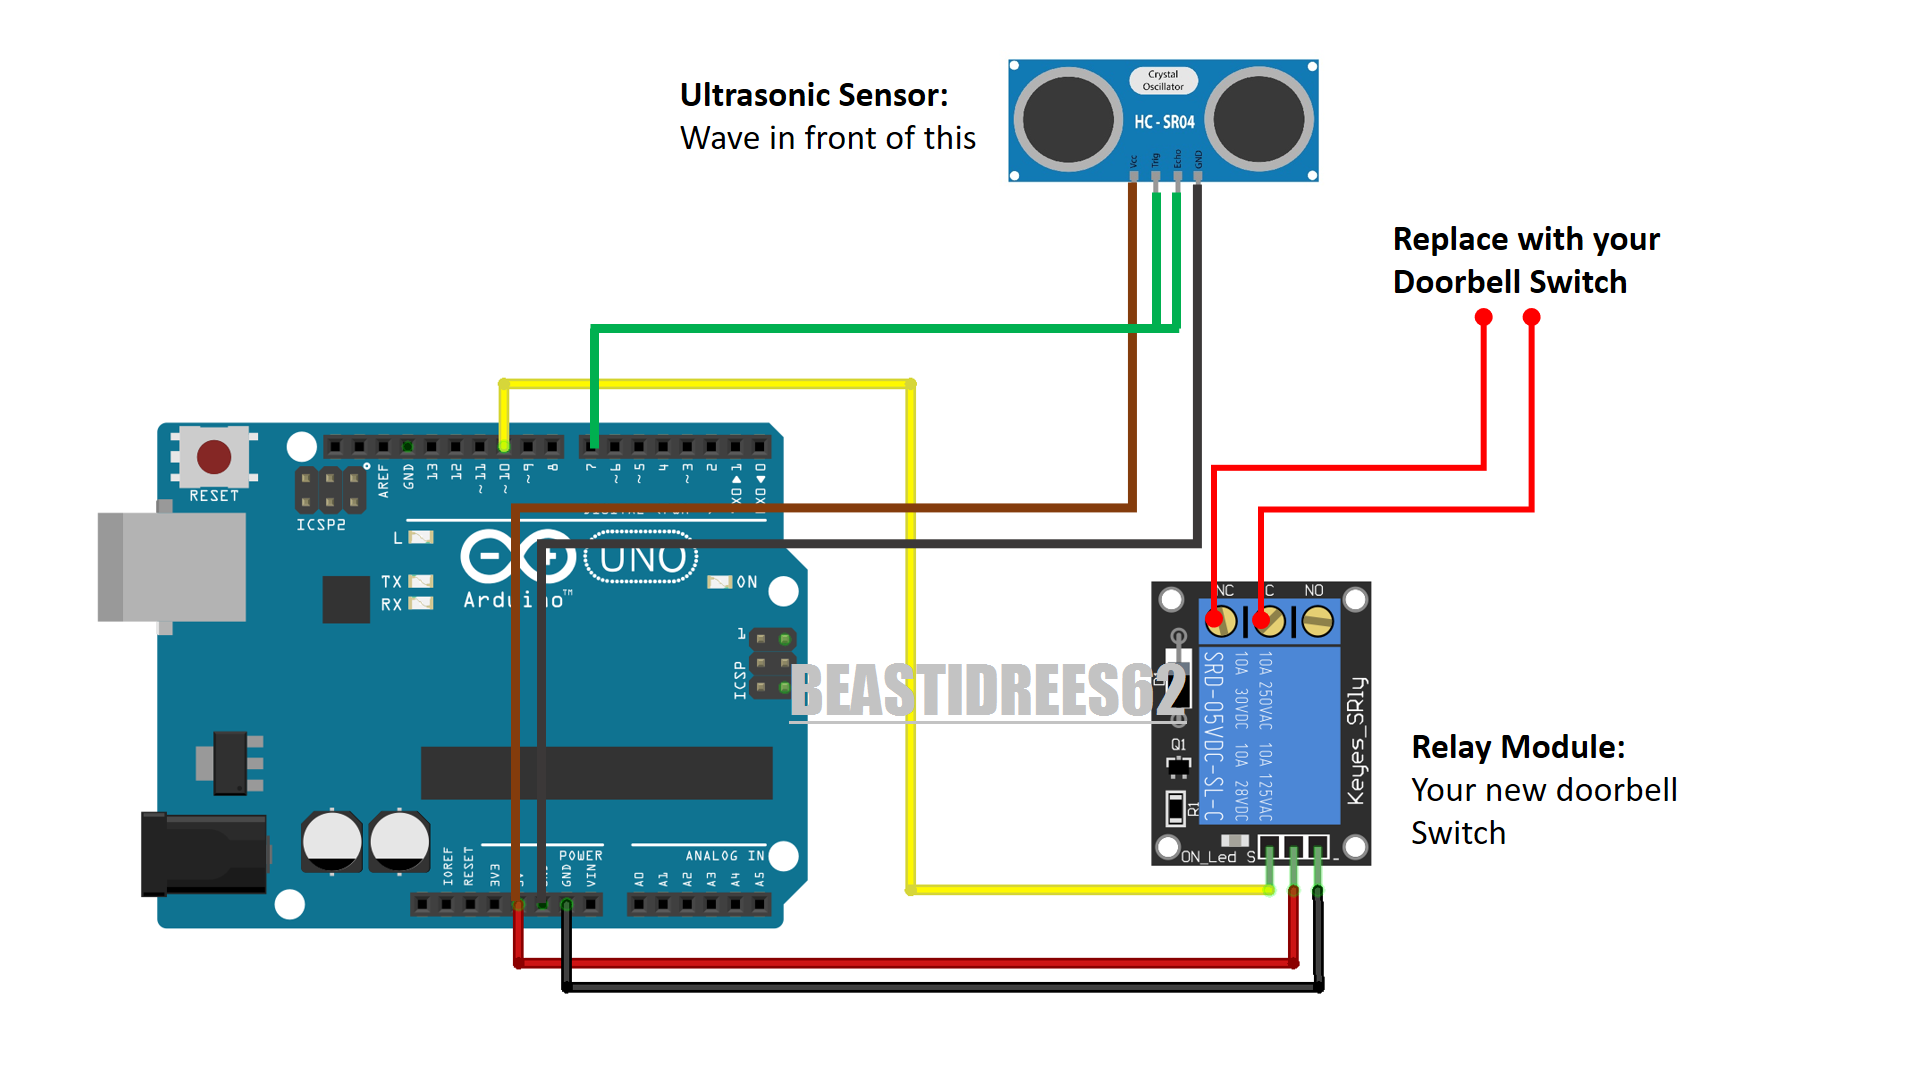 Ultrasonic Sensor:
Wave in front of this
Crystal
Oscillator
HC - SR04
Vcc
Trig
Echo
GND
Replace with your
Doorbell Switch
RESET
ICSP2
AREF
GND
13
12
~11
~10
~9
8
7
~6
~5
4
~3
2
1
0
L
TX
RX
UNO
Arduino™
ON
1
ICSP
BEASTIDREES62
NC
C
NO
SRD-05VDC-SL-C
10A 30VDC 10A 28VDC
10A 250VAC 10A 125VAC
Keyes_SRly
Q1
R1
ON_Led
S
-
Relay Module:
Your new doorbell
Switch
IOREF
RESET
3V3
GND
VIN
POWER
ANALOG IN
A0
A1
A2
A3
A4
A5